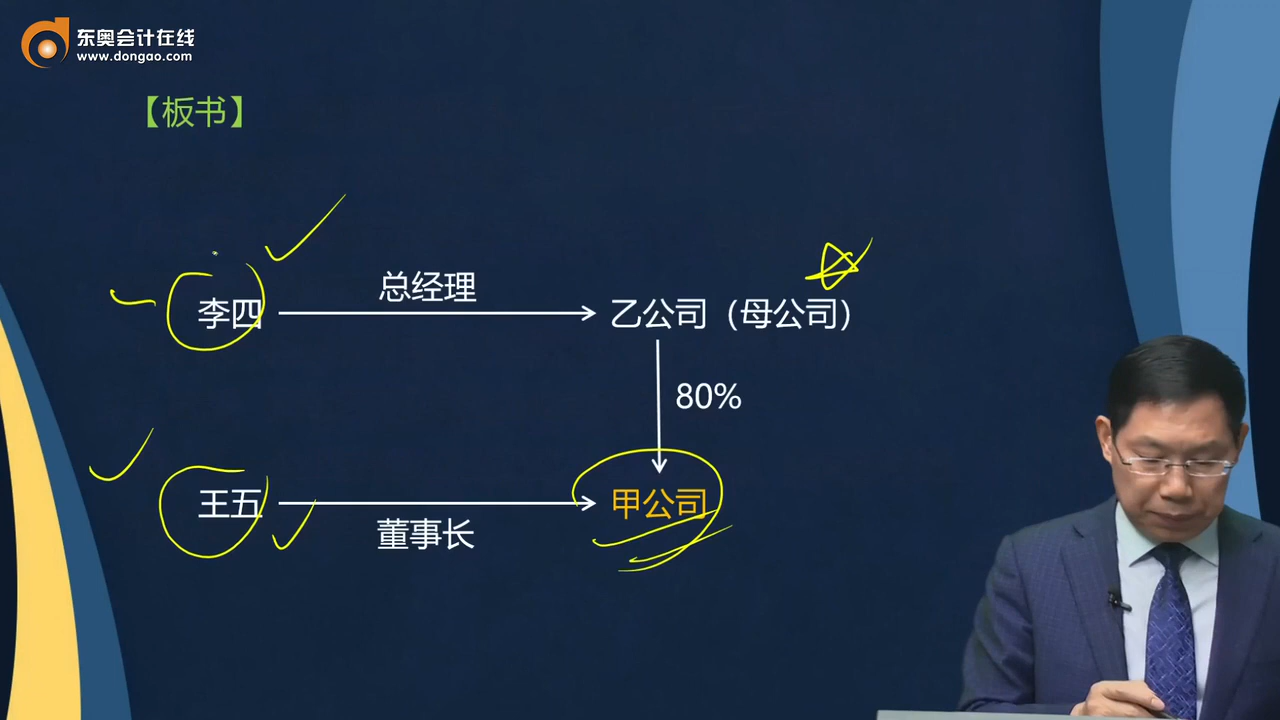 东奥会计在线
www.dongao.com
【板书】
李四
总经理
乙公司（母公司）
80%
王五
董事长
甲公司